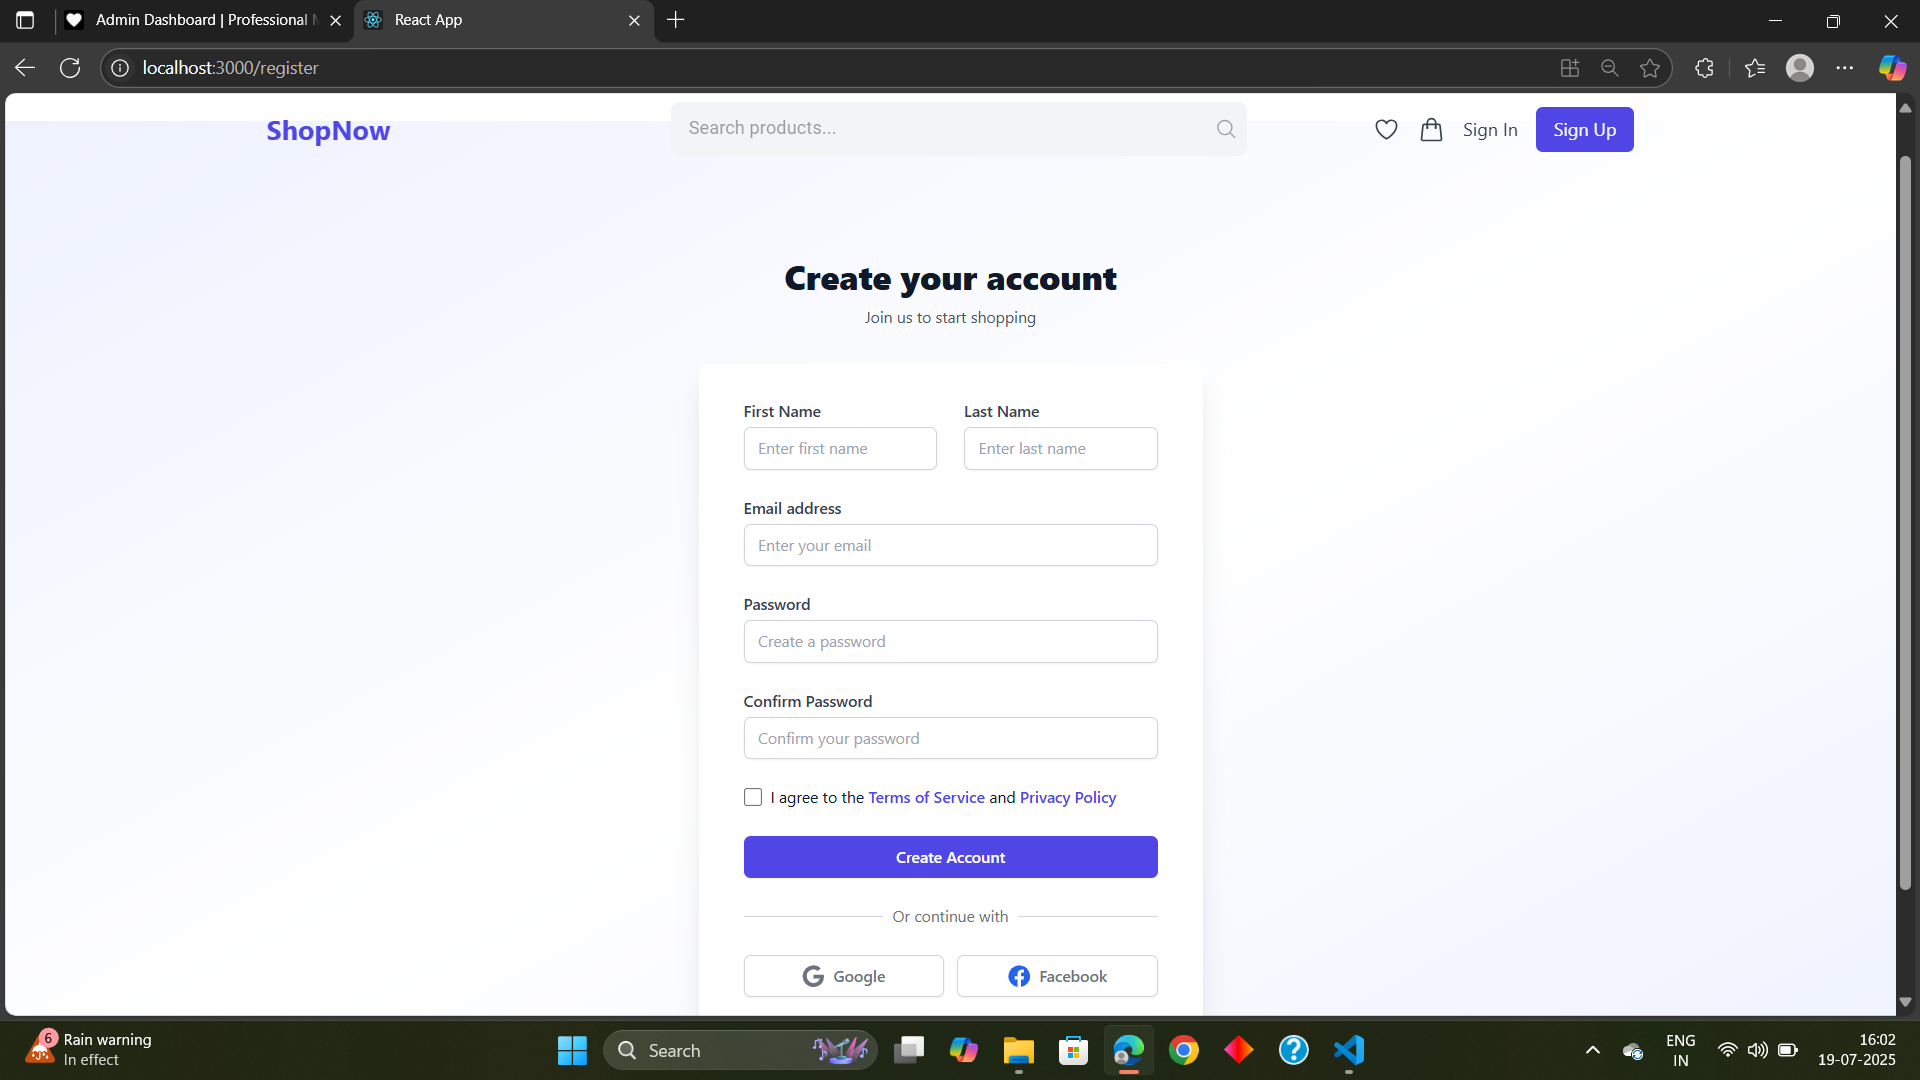 Admin Dashboard | Professional
React App
localhost:3000/register
ShopNow
Search products...
Sign In
Sign Up
Create your account
Join us to start shopping
First Name
Last Name
Enter first name
Enter last name
Email address
Enter your email
Password
Create a password
Confirm Password
Confirm your password
I agree to the Terms of Service and Privacy Policy
Create Account
Or continue with
Google
Facebook
6
Rain warning
In effect
Search
ENG
IN
16:02
19-07-2025